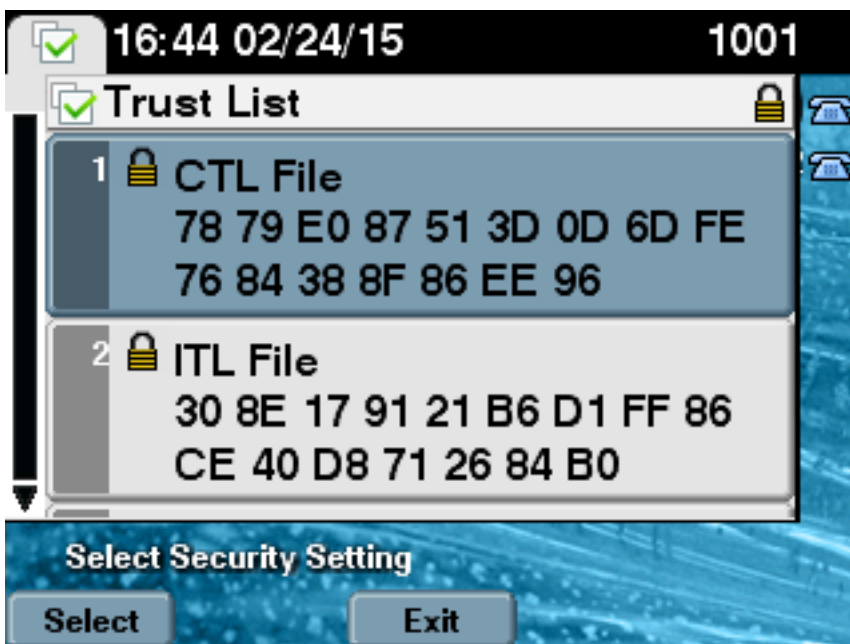 16:44 02/24/15 1001
Trust List
1 CTL File
78 79 E0 87 51 3D 0D 6D FE
76 84 38 8F 86 EE 96
2 ITL File
30 8E 17 91 21 B6 D1 FF 86
CE 40 D8 71 26 84 B0
Select Security Setting
Select Exit